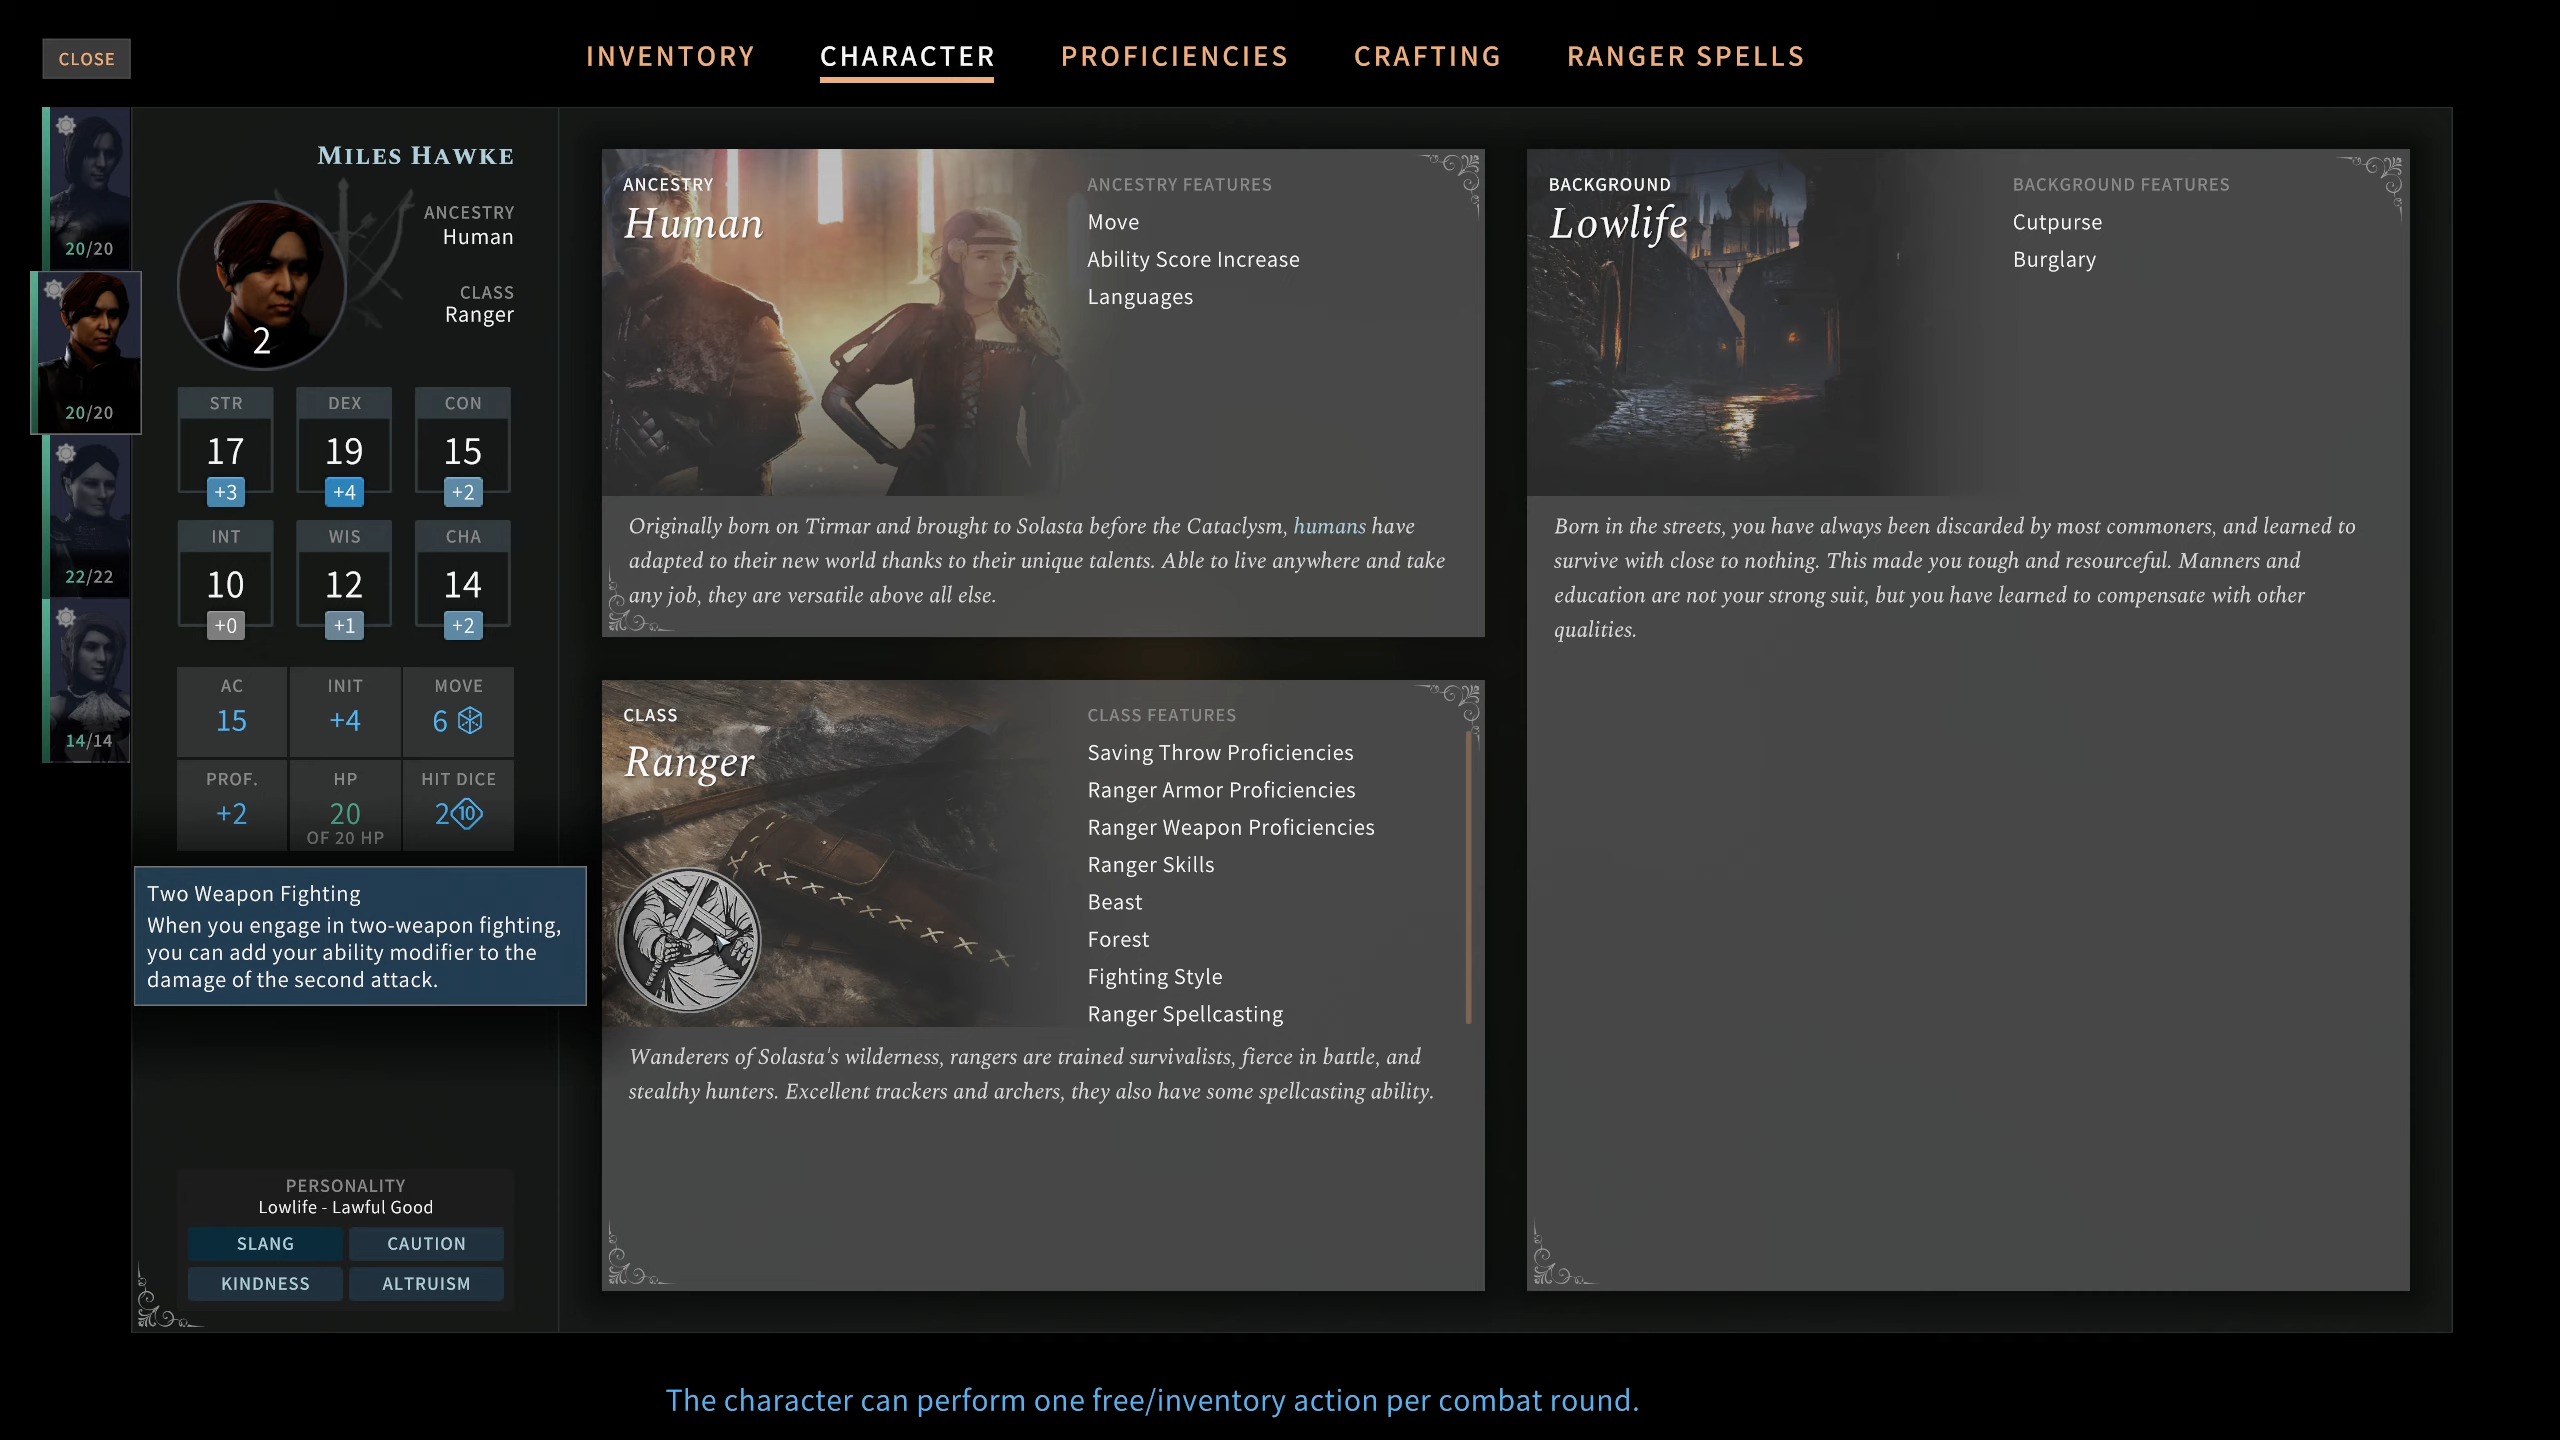 CLOSE
INVENTORY
CHARACTER
PROFICIENCIES
CRAFTING
RANGER SPELLS
20/20
20/20
22/22
14/14
MILES HAWKE
ANCESTRY
Human
CLASS
Ranger
2
STR
DEX
CON
17
19
15
+3
+4
+2
INT
WIS
CHA
10
12
14
+0
+1
+2
AC
INIT
MOVE
15
+4
6
PROF.
HP
HIT DICE
+2
20
2 10
OF 20 HP
Two Weapon Fighting
When you engage in two-weapon fighting,
you can add your ability modifier to the
damage of the second attack.
PERSONALITY
Lowlife - Lawful Good
SLANG
CAUTION
KINDNESS
ALTRUISM
ANCESTRY
Human
ANCESTRY FEATURES
Move
Ability Score Increase
Languages
Originally born on Tirmar and brought to Solasta before the Cataclysm, humans have
adapted to their new world thanks to their unique talents. Able to live anywhere and take
any job, they are versatile above all else.
CLASS
Ranger
CLASS FEATURES
Saving Throw Proficiencies
Ranger Armor Proficiencies
Ranger Weapon Proficiencies
Ranger Skills
Beast
Forest
Fighting Style
Ranger Spellcasting
Wanderers of Solasta's wilderness, rangers are trained survivalists, fierce in battle, and
stealthy hunters. Excellent trackers and archers, they also have some spellcasting ability.
BACKGROUND
Lowlife
BACKGROUND FEATURES
Cutpurse
Burglary
Born in the streets, you have always been discarded by most commoners, and learned to
survive with close to nothing. This made you tough and resourceful. Manners and
education are not your strong suit, but you have learned to compensate with other
qualities.
The character can perform one free/inventory action per combat round.